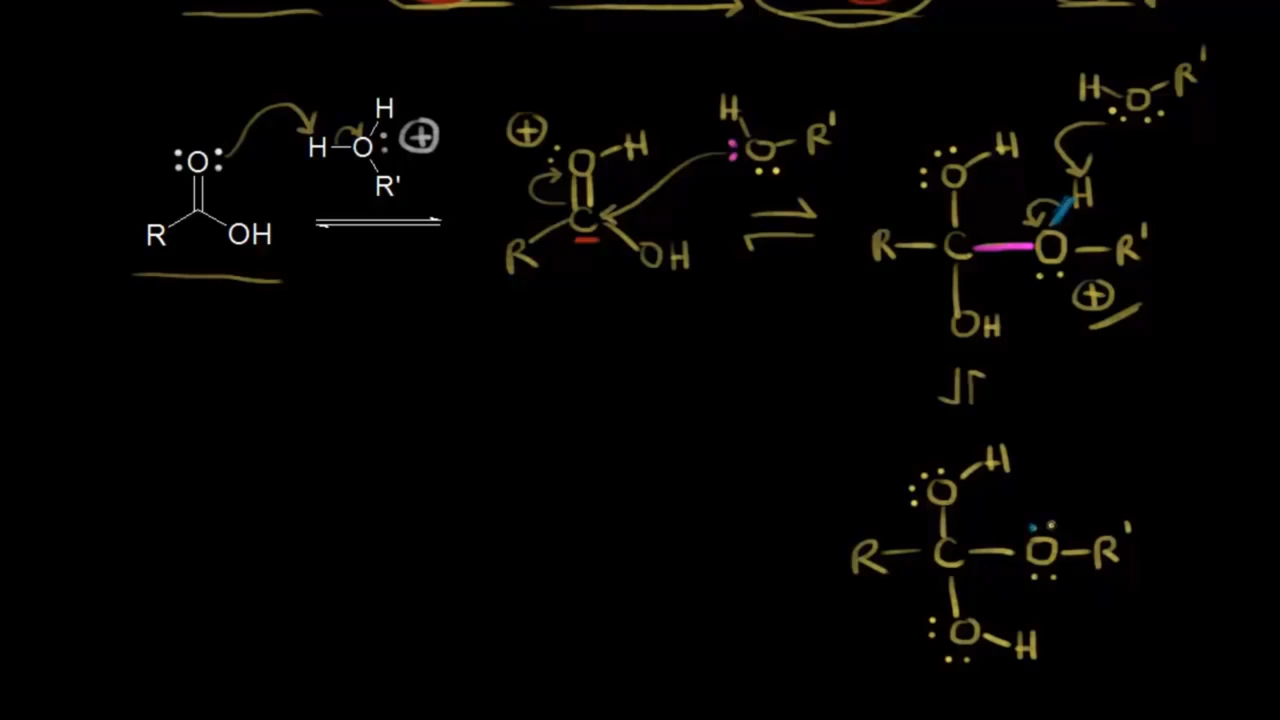 H
H–O: ⊕
R'
:O:
R OH
⊕
:O–H
C
R OH
H
:O–R'
H–O–R'
:O–H
H
R–C–O–R'
⊕
OH
:O–H
R–C–O–R'
:O–H